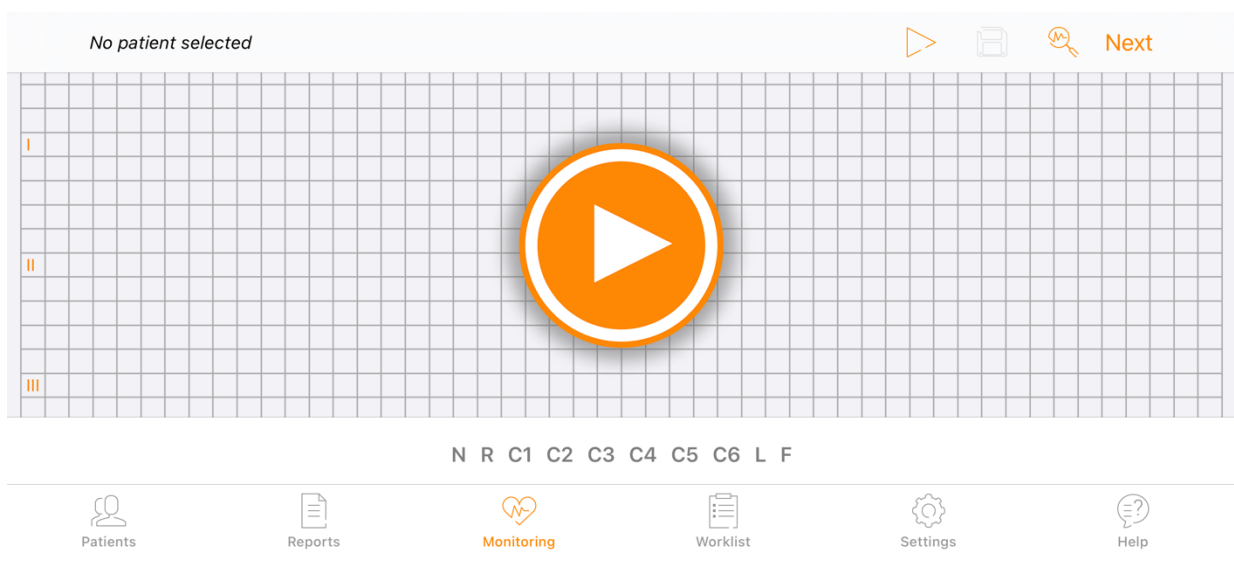 No patient selected Next
I
II
III
N R C1 C2 C3 C4 C5 C6 L F
Patients Reports Monitoring Worklist Settings Help